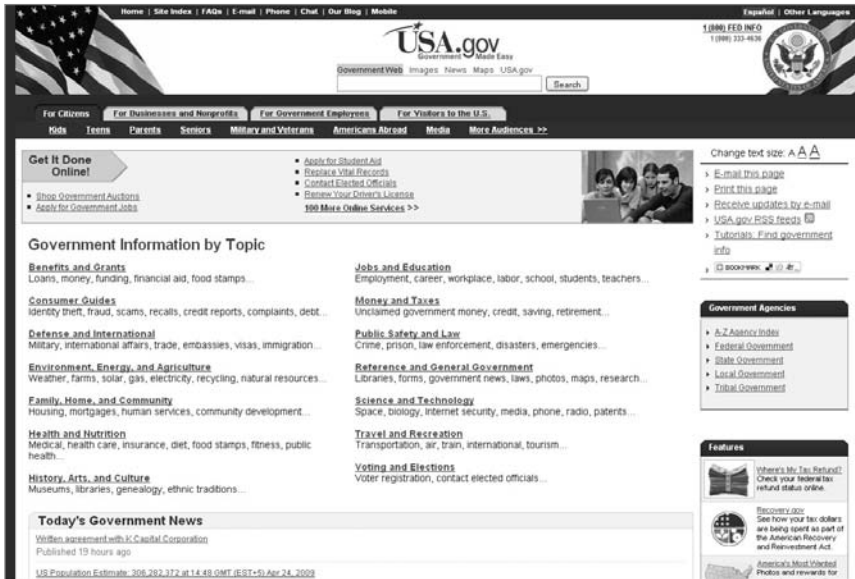 Home | Site Index | FAQs | E-mail | Phone | Chat | Our Blog | Mobile
Español | Other Languages
USA.gov
Government Made Easy
1 (800) FED INFO
1 (800) 333-4636
Government Web Images News Maps USA.gov
Search
For Citizens
For Businesses and Nonprofits
For Government Employees
For Visitors to the U.S.
Kids Teens Parents Seniors Military and Veterans Americans Abroad Media More Audiences >>
Get It Done
Online!
Shop Government Auctions
Apply for Government Jobs
Apply for Student Aid
Replace Vital Records
Contact Elected Officials
Renew Your Driver's License
100 More Online Services >>
Change text size: A A A
E-mail this page
Print this page
Receive updates by e-mail
USA.gov RSS feeds
Tutorials: Find government
info
BOOKMARK
Government Information by Topic
Benefits and Grants
Loans, money, funding, financial aid, food stamps...
Consumer Guides
Identity theft, fraud, scams, recalls, credit reports, complaints, debt...
Defense and International
Military, international affairs, trade, embassies, visas, immigration...
Environment, Energy, and Agriculture
Weather, farms, solar, gas, electricity, recycling, natural resources...
Family, Home, and Community
Housing, mortgages, human services, community development...
Health and Nutrition
Medical, health care, insurance, diet, food stamps, fitness, public
health...
History, Arts, and Culture
Museums, libraries, genealogy, ethnic traditions...
Jobs and Education
Employment, career, workplace, labor, school, students, teachers...
Money and Taxes
Unclaimed government money, credit, saving, retirement...
Public Safety and Law
Crime, prison, law enforcement, disasters, emergencies...
Reference and General Government
Libraries, forms, government news, laws, photos, maps, research...
Science and Technology
Space, biology, Internet security, media, phone, radio, patents...
Travel and Recreation
Transportation, air, train, international, tourism...
Voting and Elections
Voter registration, contact elected officials...
Government Agencies
A-Z Agency Index
Federal Government
State Government
Local Government
Tribal Government
Features
Where's My Tax Refund?
Check your federal tax
refund status online.
Recovery.gov
See how your tax dollars
are being spent as part of
the American Recovery
and Reinvestment Act.
America's Most Wanted
Photos and rewards for
Today's Government News
Written agreement with K Capital Corporation
Published 19 hours ago
US Population Estimate: 306,282,372 at 14:48 GMT (EST+5) Apr 24, 2009